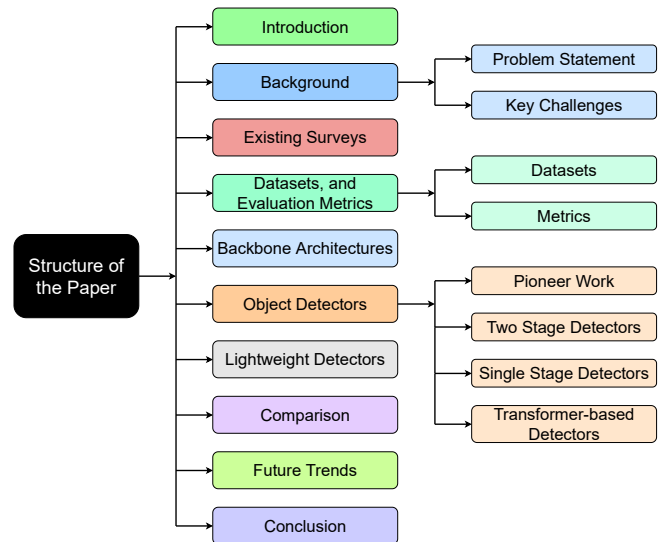 Structure of
the Paper
Introduction
Background
Problem Statement
Key Challenges
Existing Surveys
Datasets, and
Evaluation Metrics
Datasets
Metrics
Backbone Architectures
Object Detectors
Pioneer Work
Two Stage Detectors
Single Stage Detectors
Transformer-based
Detectors
Lightweight Detectors
Comparison
Future Trends
Conclusion